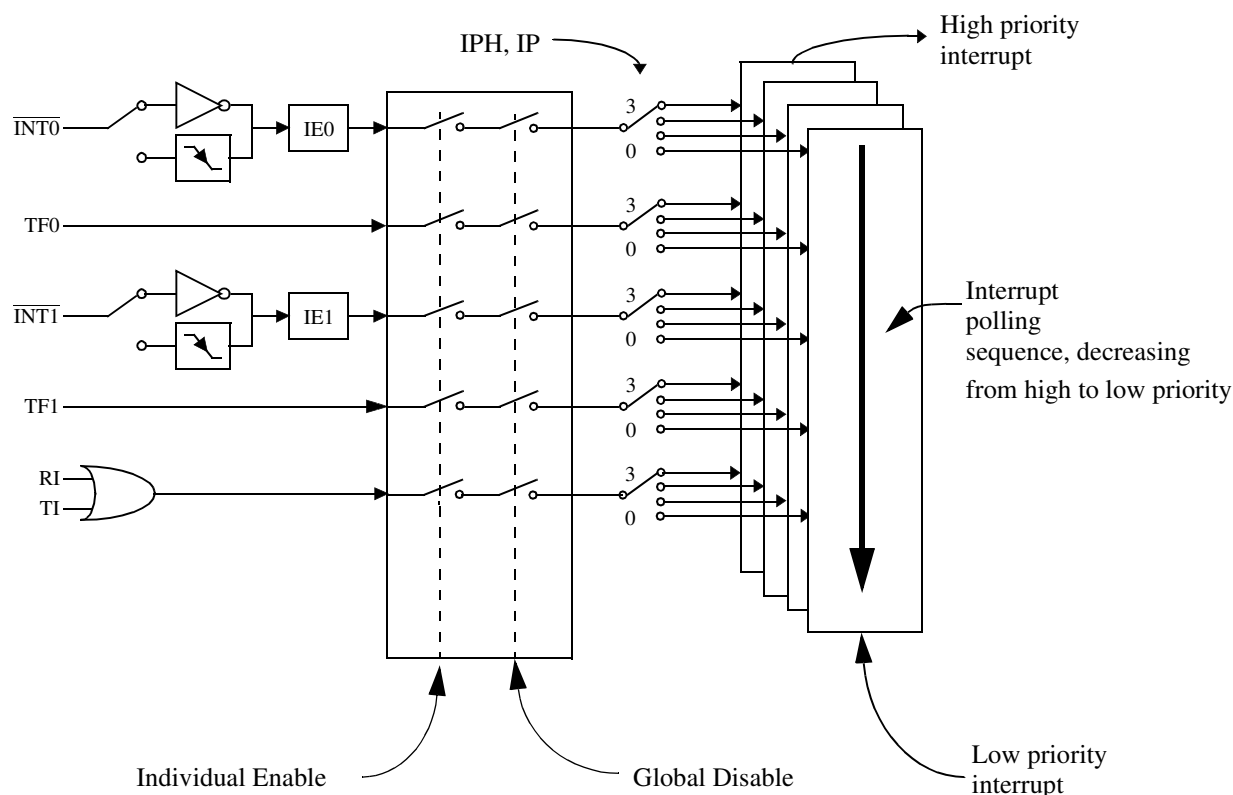 High priority
interrupt
IPH, IP
INT0
IE0
3
0
TF0
3
0
INT1
IE1
3
0
Interrupt
polling
sequence, decreasing
from high to low priority
TF1
3
0
RI
TI
3
0
Individual Enable
Global Disable
Low priority
interrupt